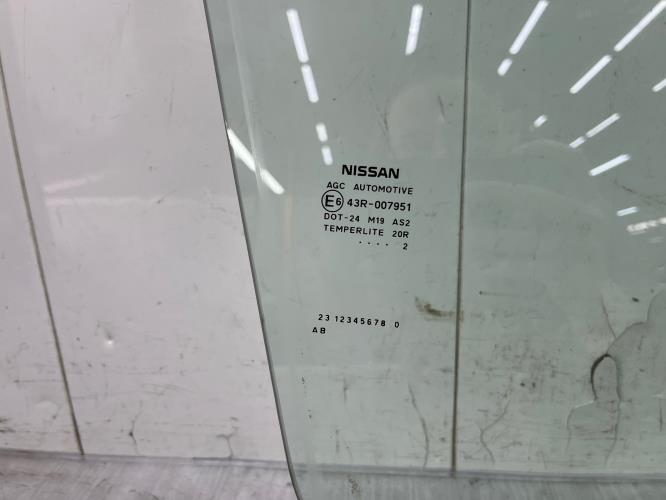 NISSAN
AGC AUTOMOTIVE
E6 43R-007951
DOT-24 M19 AS2
TEMPERLITE 20R
.... 2
23 12345678 0
AB